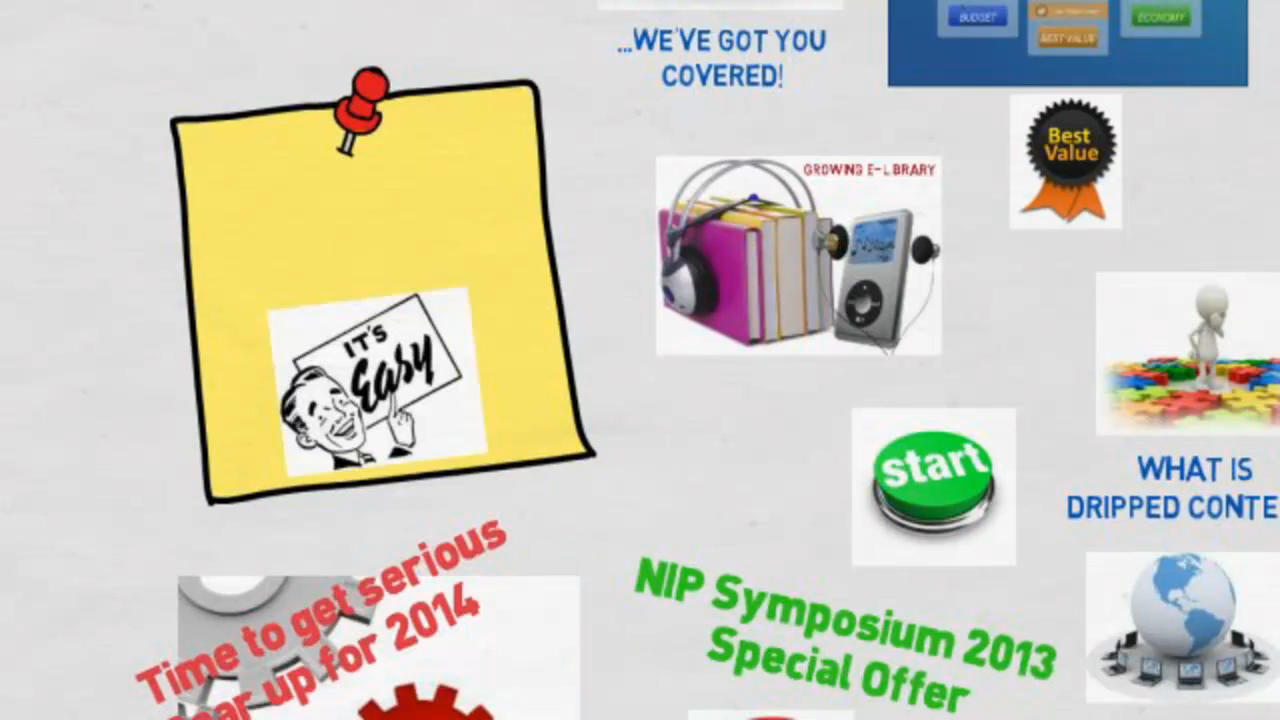 BUDGET
BEST VALUE
ECONOMY
...WE'VE GOT YOU
COVERED!
Best
Value
GROWING E-LIBRARY
IT'S
Easy
start
WHAT IS
DRIPPED CONTE
Time to get serious
ear up for 2014
NIP Symposium 2013
Special Offer